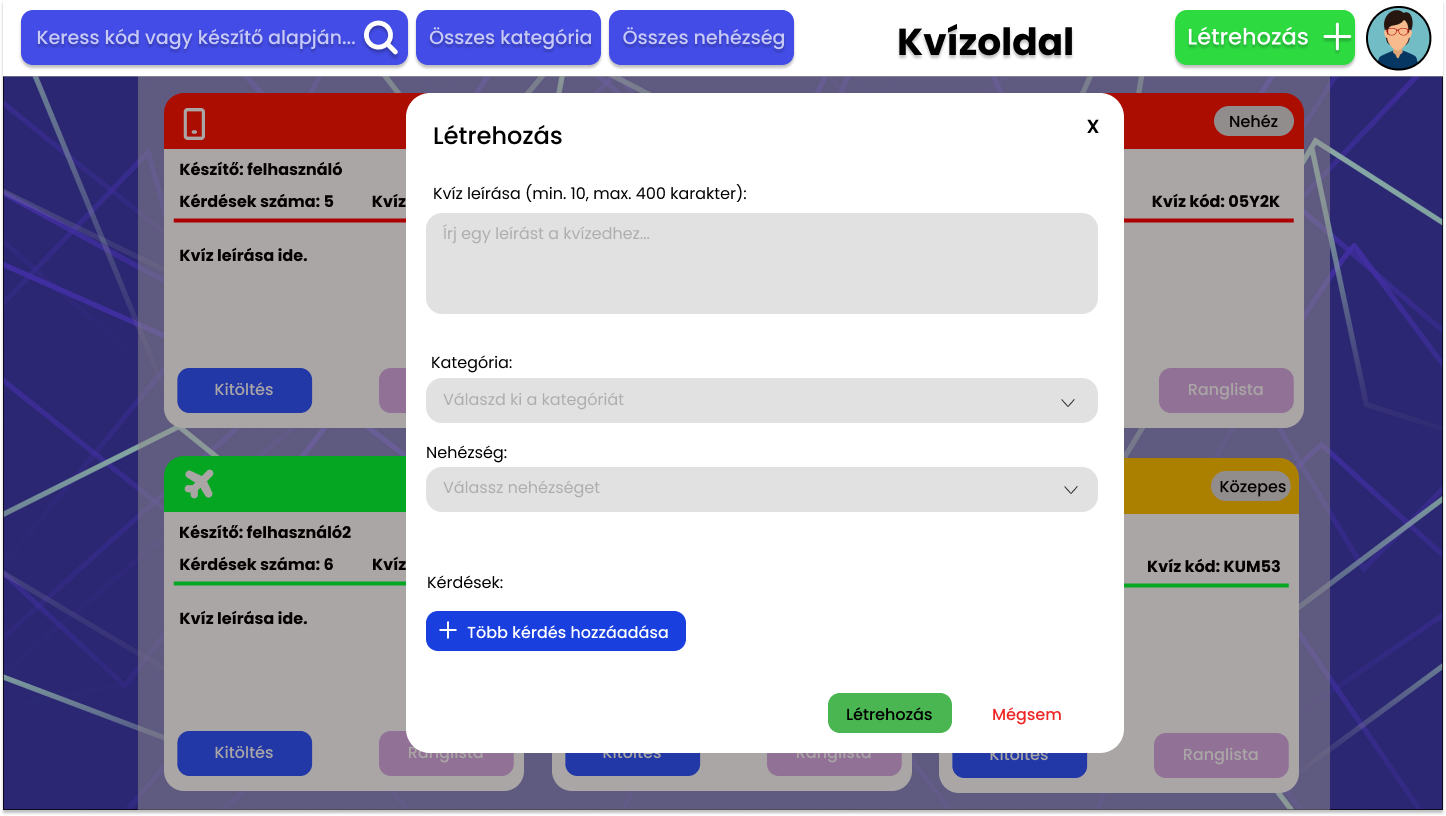 Keress kód vagy készítő alapján... Összes kategória Összes nehézség Kvízoldal Létrehozás
Nehéz
Készítő: felhasználó
Kérdések száma: 5 Kvíz
Kvíz kód: 05Y2K
Kvíz leírása ide.
Kitöltés
Ranglista
Létrehozás X
Kvíz leírása (min. 10, max. 400 karakter):
Írj egy leírást a kvízedhez...
Kategória:
Válaszd ki a kategóriát
Nehézség:
Válassz nehézséget
Kérdések:
+ Több kérdés hozzáadása
Létrehozás Mégsem
Közepes
Készítő: felhasználó2
Kérdések száma: 6 Kvíz
Kvíz kód: KUM53
Kvíz leírása ide.
Kitöltés Ranglista Kitöltés Ranglista Kitöltés Ranglista